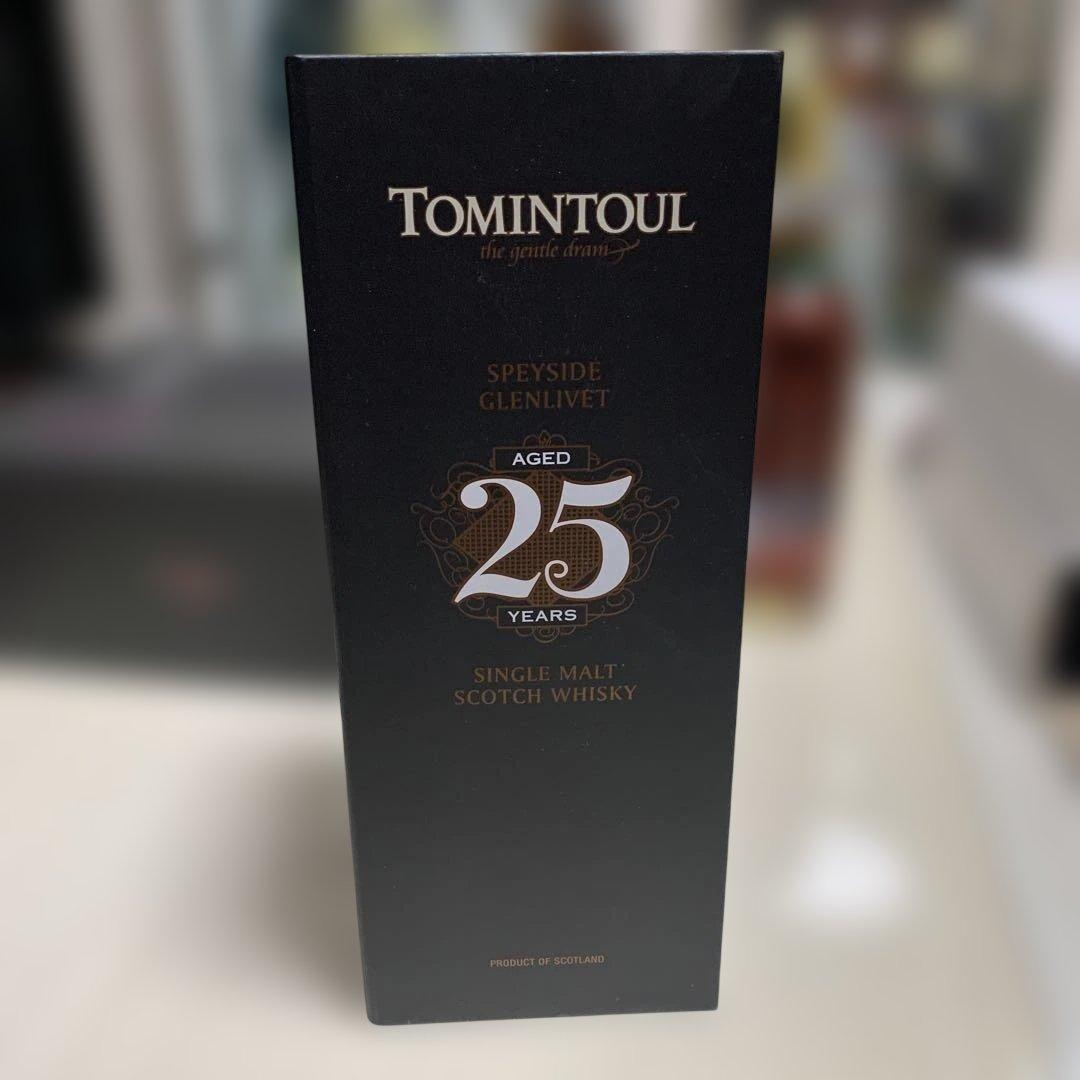 TOMINTOUL
the gentle dram
SPEYSIDE
GLENLIVET
AGED
25
YEARS
SINGLE MALT
SCOTCH WHISKY
PRODUCT OF SCOTLAND